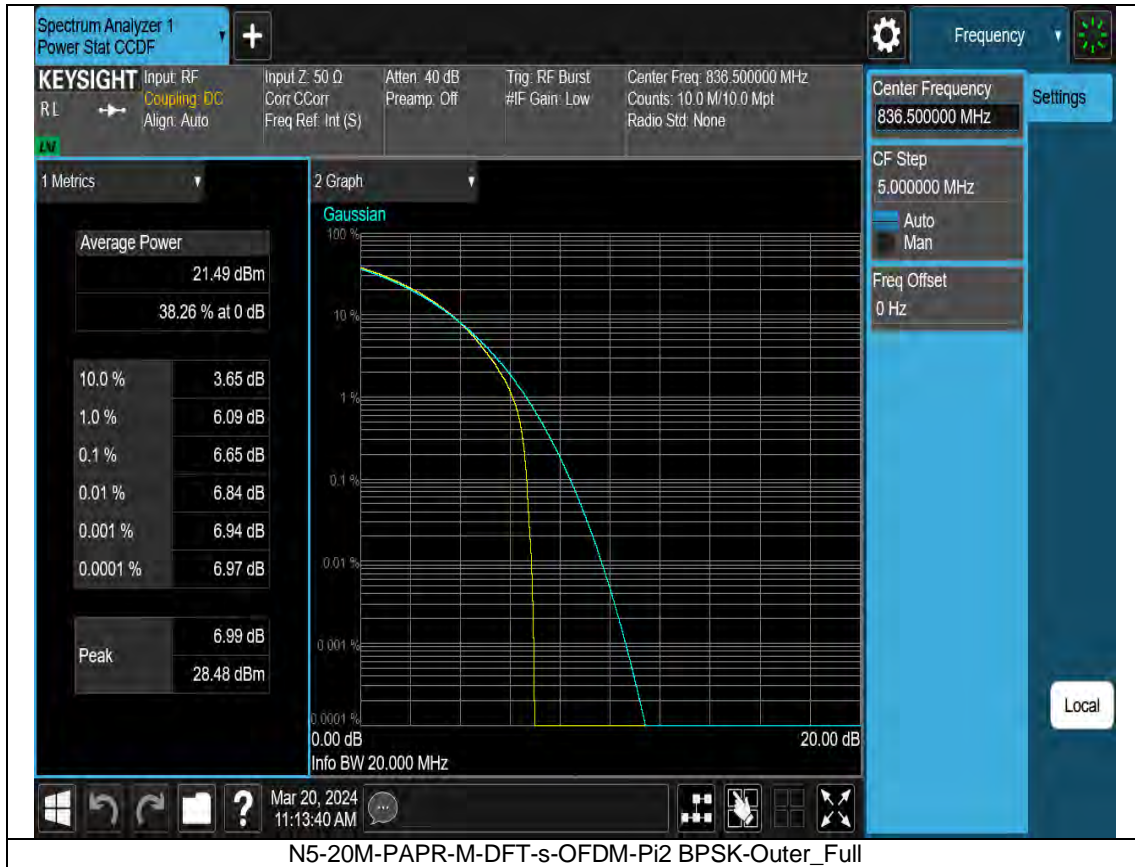 Spectrum Analyzer 1
Power Stat CCDF
+
Frequency
KEYSIGHT
RL
Input: RF
Coupling: DC
Align: Auto
Input Z: 50 Ω
Corr CCorr
Freq Ref: Int (S)
Atten: 40 dB
Preamp: Off
Trig: RF Burst
#IF Gain: Low
Center Freq: 836.500000 MHz
Counts: 10.0 M/10.0 Mpt
Radio Std: None
Center Frequency
836.500000 MHz
Settings
CF Step
5.000000 MHz
Auto
Man
Freq Offset
0 Hz
Local
1 Metrics
Average Power
21.49 dBm
38.26 % at 0 dB
10.0 % 3.65 dB
1.0 % 6.09 dB
0.1 % 6.65 dB
0.01 % 6.84 dB
0.001 % 6.94 dB
0.0001 % 6.97 dB
Peak 6.99 dB
28.48 dBm
2 Graph
Gaussian
100 %
10 %
1 %
0.1 %
0.01 %
0.001 %
0.0001 %
0.00 dB 20.00 dB
Info BW 20.000 MHz
?
Mar 20, 2024
11:13:40 AM
N5-20M-PAPR-M-DFT-s-OFDM-Pi2 BPSK-Outer_Full